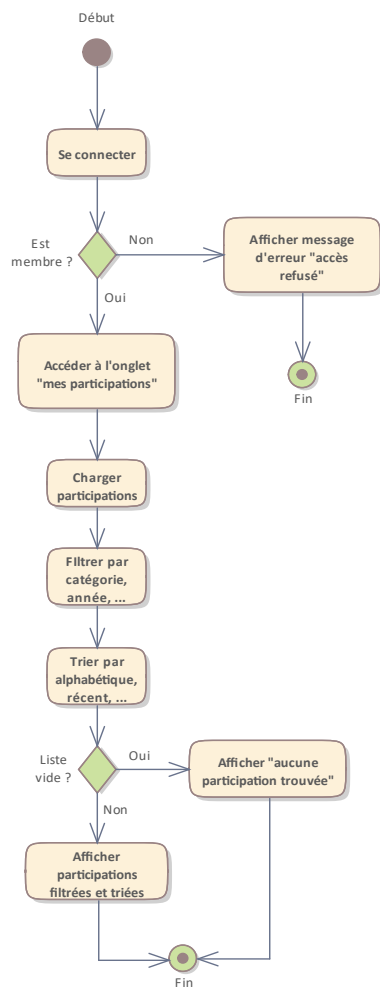 Début
Se connecter
Est
membre ?
Non
Afficher message
d'erreur "accès
refusé"
Oui
Fin
Accéder à l'onglet
"mes participations"
Charger
participations
FIltrer par
catégorie,
année, ...
Trier par
alphabétique,
récent, ...
Liste
vide ?
Oui
Afficher "aucune
participation trouvée"
Non
Afficher
participations
filtrées et triées
Fin